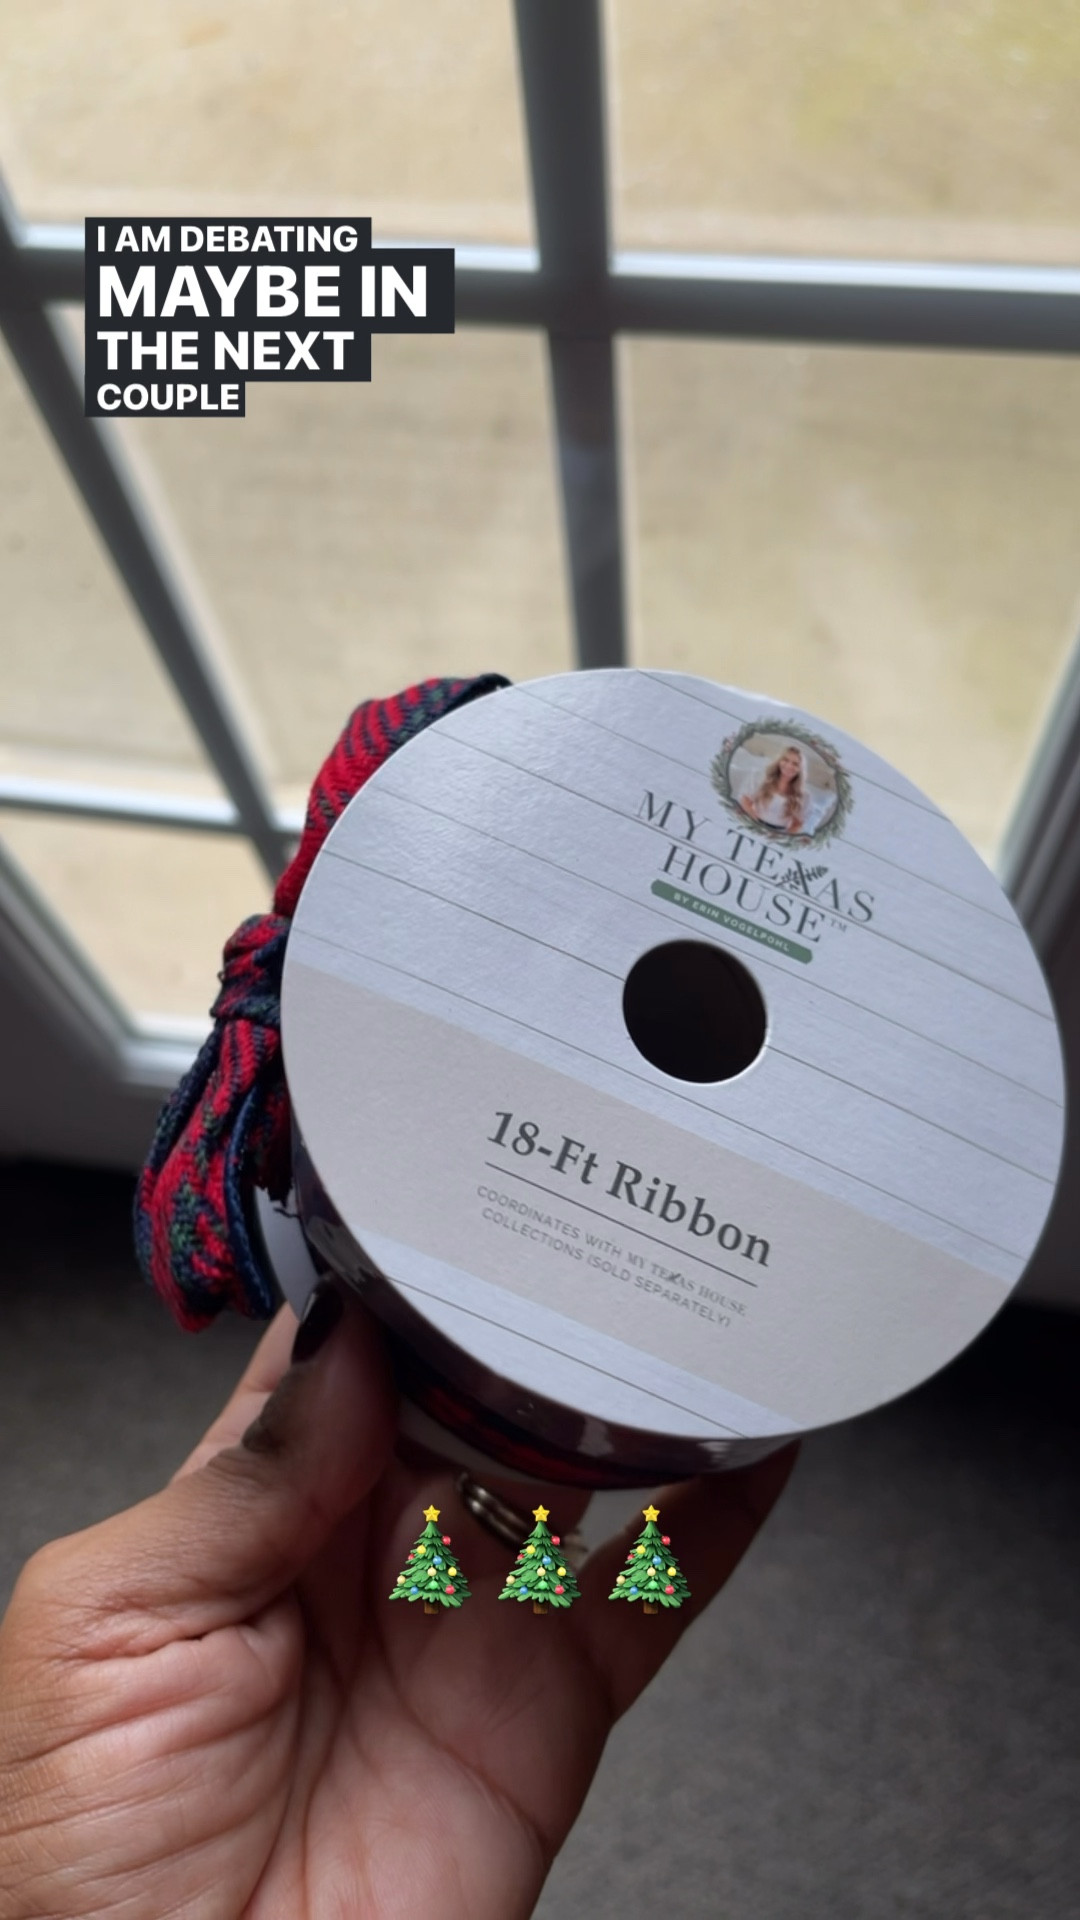 I AM DEBATING
MAYBE IN
THE NEXT
COUPLE
MY TEXAS
HOUSE™
BY ERIN VOGELPOHL
18-Ft Ribbon
COORDINATES WITH MY TEXAS HOUSE
COLLECTIONS (SOLD SEPARATELY)